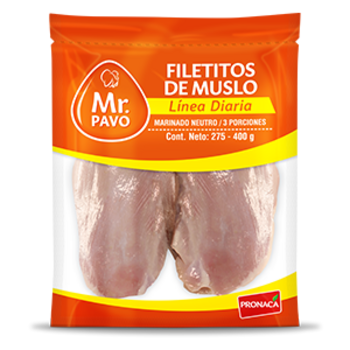 Mr.
PAVO
FILETITOS
DE MUSLO
Línea Diaria
MARINADO NEUTRO / 3 PORCIONES
Cont. Neto: 275 - 400 g
PRONACA